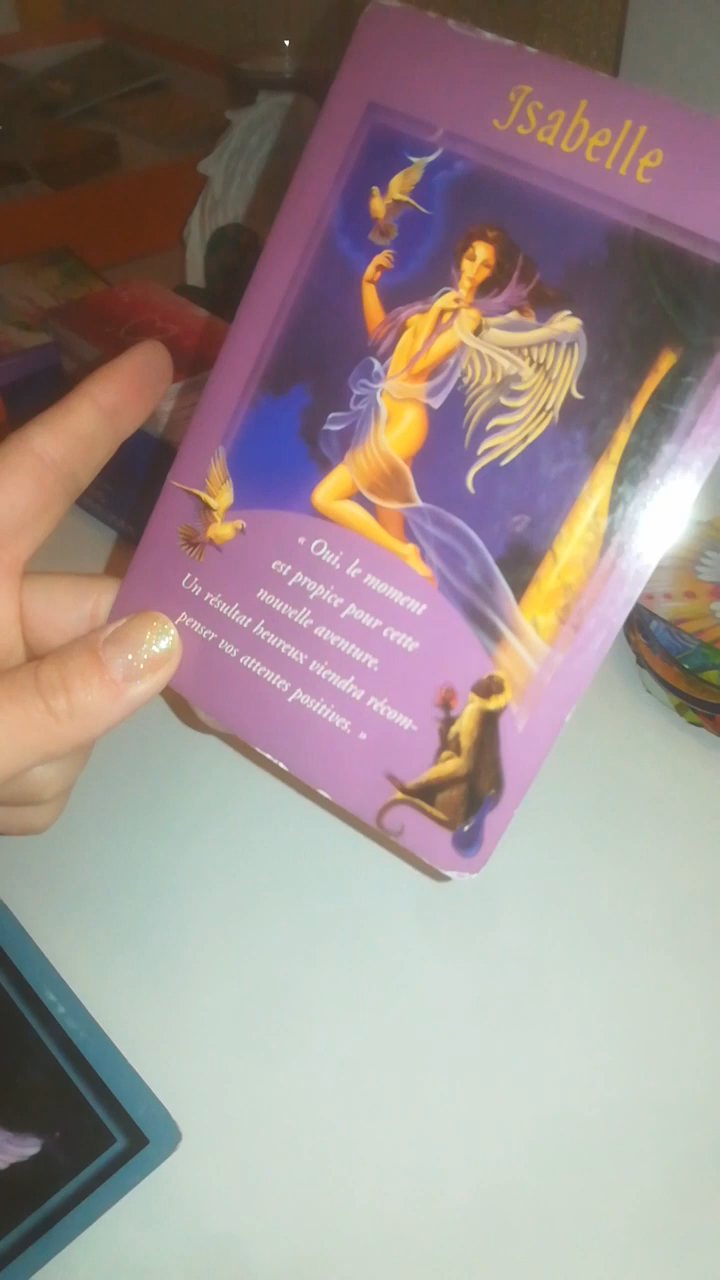 Isabelle
« Oui, le moment
est propice pour cette
nouvelle aventure.
Un résultat heureux viendra récom-
penser vos attentes positives. »